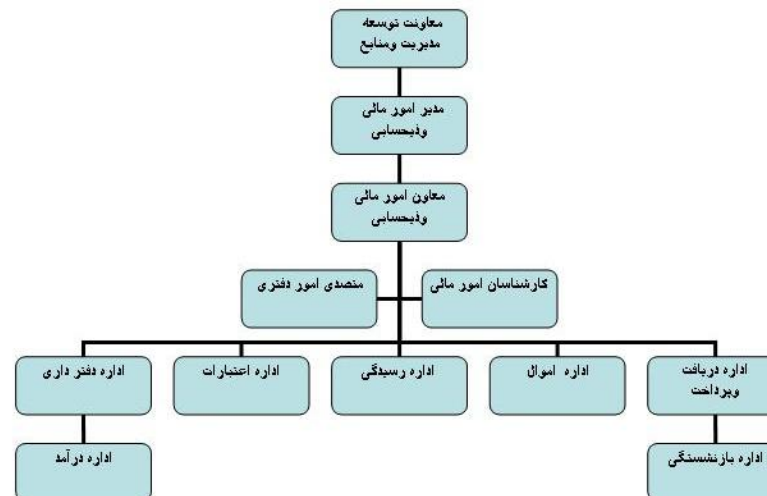 معاونت توسعه
مدیریت ومنابع
مدیر امور مالی
وذیحسابی
معاون امور مالی
وذیحسابی
کارشناسان امور مالی
متصدی امور دفتری
اداره دریافت
وپرداخت
اداره اموال
اداره رسیدگی
اداره اعتبارات
اداره دفتر داری
اداره بازنشستگی
اداره درآمد